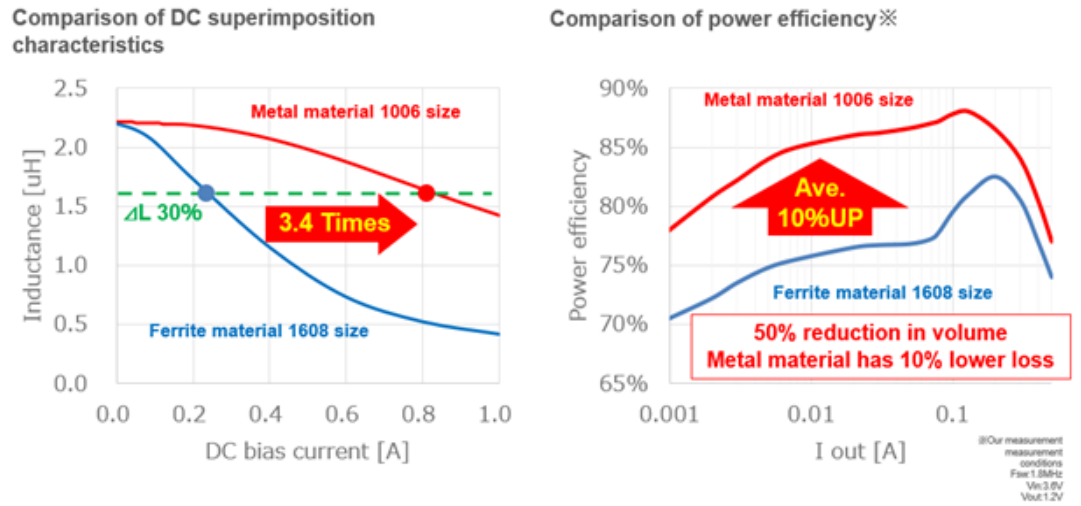 Comparison of DC superimposition
characteristics
2.5
2.0
1.5
1.0
0.5
0.0
Inductance [uH]
Metal material 1006 size
⊿L 30%
3.4 Times
Ferrite material 1608 size
0.0 0.2 0.4 0.6 0.8 1.0
DC bias current [A]
Comparison of power efficiency※
90%
85%
80%
75%
70%
65%
Power efficiency
Metal material 1006 size
Ave.
10%UP
Ferrite material 1608 size
50% reduction in volume
Metal material has 10% lower loss
0.001 0.01 0.1
I out [A]
※Our measurement
measurement
conditions
Fsw:1.8MHz
Vin:3.6V
Vout:1.2V